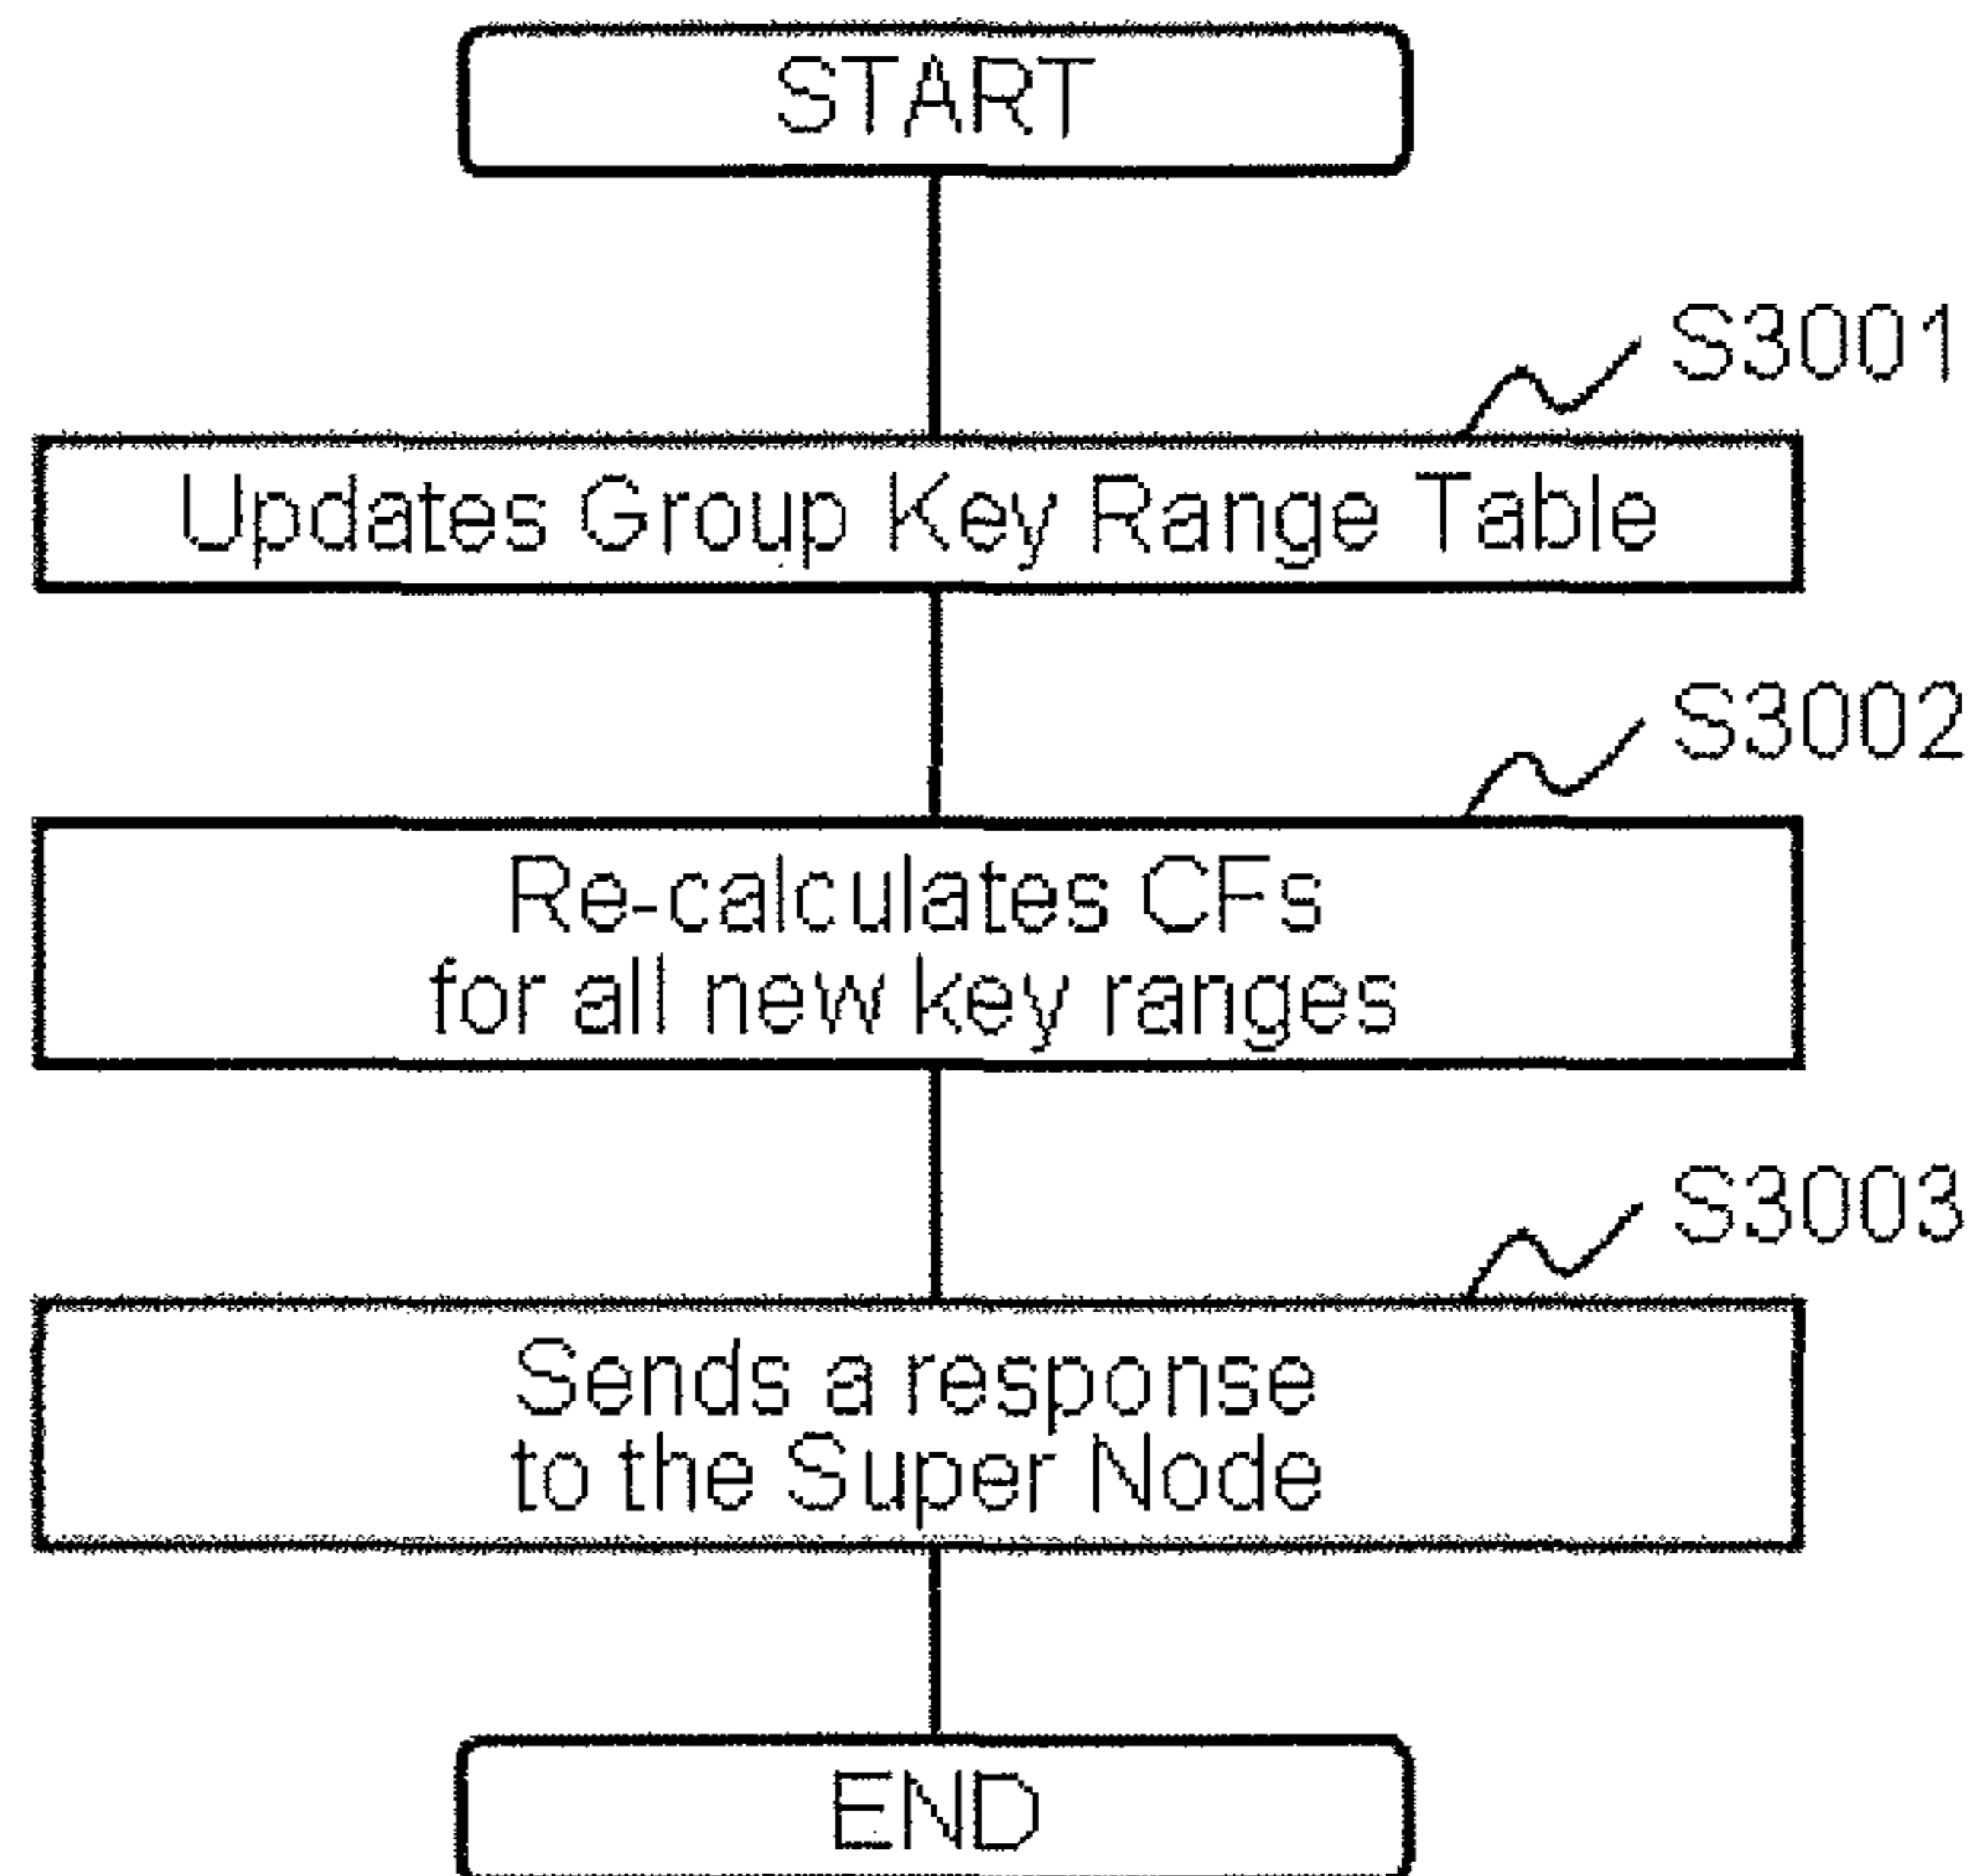 START
S3001
Updates Group Key Range Table
S3002
Re-calculates CFs
for all new key ranges
S3003
Sends a response
to the Super Node
END